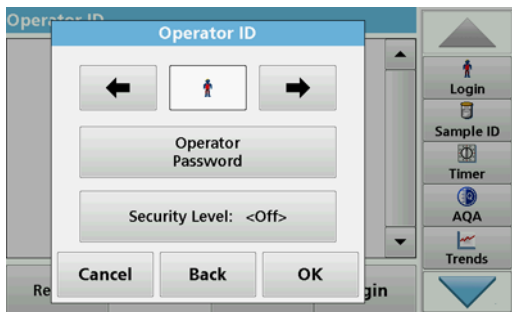 Operator ID
Operator ID
Login
Sample ID
Operator
Password
Timer
AQA
Security Level: <Off>
Trends
Cancel
Back
OK